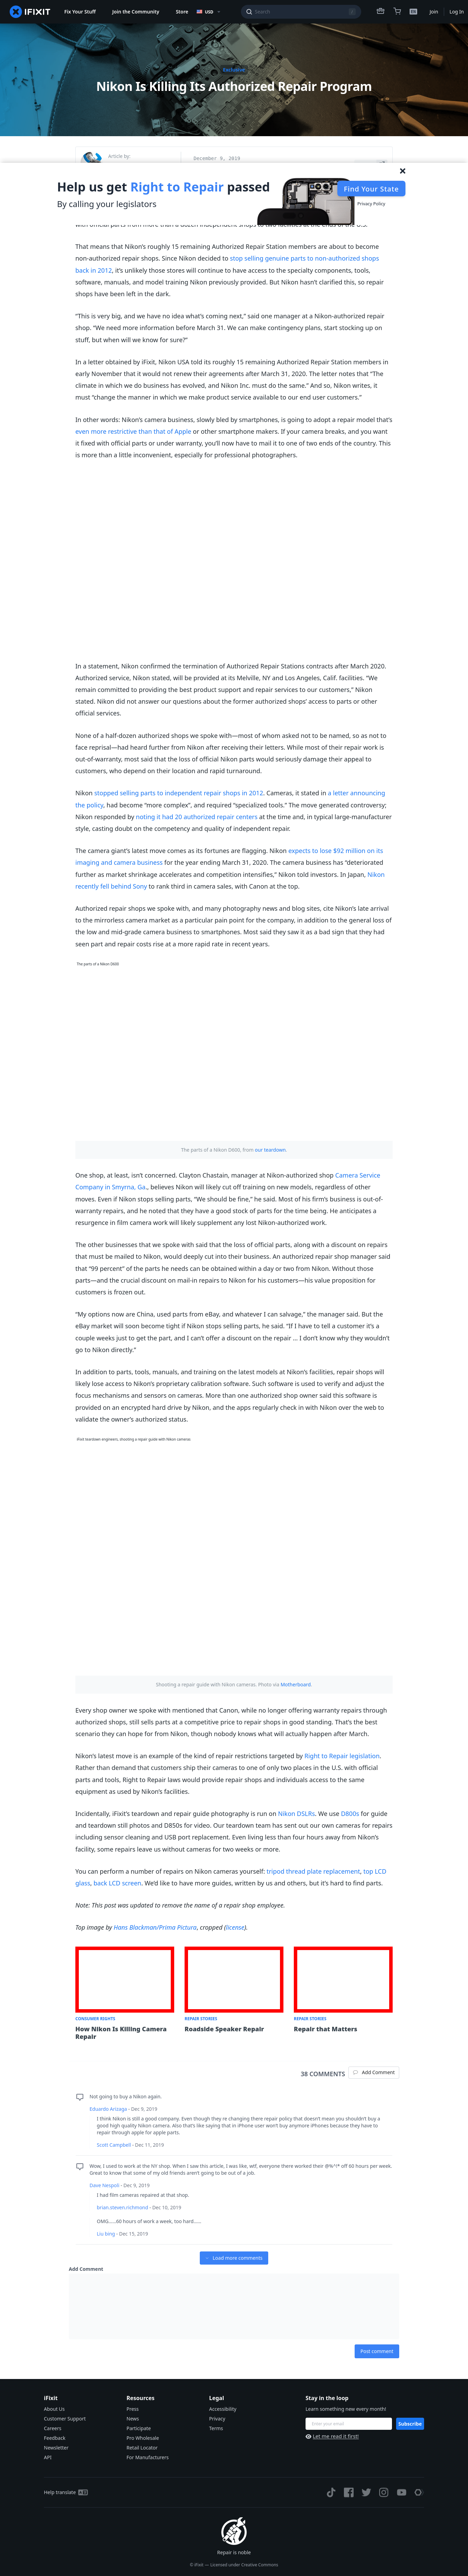 IFIXIT
Fix Your Stuff
Join the Community
Store
USD
Search
/
Join
Log In
Exclusive
Nikon Is Killing Its Authorized Repair Program
Article by:
December 9, 2019
Help us get Right to Repair passed
By calling your legislators
Find Your State
Privacy Policy
That means that Nikon's roughly 15 remaining Authorized Repair Station members are about to become
non-authorized repair shops. Since Nikon decided to stop selling genuine parts to non-authorized shops
back in 2012, it's unlikely those stores will continue to have access to the specialty components, tools,
software, manuals, and model training Nikon previously provided. But Nikon hasn't clarified this, so repair
shops have been left in the dark.
"This is very big, and we have no idea what's coming next," said one manager at a Nikon-authorized repair
shop. "We need more information before March 31. We can make contingency plans, start stocking up on
stuff, but when will we know for sure?"
In a letter obtained by iFixit, Nikon USA told its roughly 15 remaining Authorized Repair Station members in
early November that it would not renew their agreements after March 31, 2020. The letter notes that "The
climate in which we do business has evolved, and Nikon Inc. must do the same." And so, Nikon writes, it
must "change the manner in which we make product service available to our end user customers."
In other words: Nikon's camera business, slowly bled by smartphones, is going to adopt a repair model that's
even more restrictive than that of Apple or other smartphone makers. If your camera breaks, and you want
it fixed with official parts or under warranty, you'll now have to mail it to one of two ends of the country. This
is more than a little inconvenient, especially for professional photographers.
In a statement, Nikon confirmed the termination of Authorized Repair Stations contracts after March 2020.
Authorized service, Nikon stated, will be provided at its Melville, NY and Los Angeles, Calif. facilities. "We
remain committed to providing the best product support and repair services to our customers," Nikon
stated. Nikon did not answer our questions about the former authorized shops' access to parts or other
official services.
None of a half-dozen authorized shops we spoke with—most of whom asked not to be named, so as not to
face reprisal—had heard further from Nikon after receiving their letters. While most of their repair work is
out-of-warranty, most said that the loss of official Nikon parts would seriously damage their appeal to
customers, who depend on their location and rapid turnaround.
Nikon stopped selling parts to independent repair shops in 2012. Cameras, it stated in a letter announcing
the policy, had become "more complex", and required "specialized tools." The move generated controversy;
Nikon responded by noting it had 20 authorized repair centers at the time and, in typical large-manufacturer
style, casting doubt on the competency and quality of independent repair.
The camera giant's latest move comes as its fortunes are flagging. Nikon expects to lose $92 million on its
imaging and camera business for the year ending March 31, 2020. The camera business has "deteriorated
further as market shrinkage accelerates and competition intensifies," Nikon told investors. In Japan, Nikon
recently fell behind Sony to rank third in camera sales, with Canon at the top.
Authorized repair shops we spoke with, and many photography news and blog sites, cite Nikon's late arrival
to the mirrorless camera market as a particular pain point for the company, in addition to the general loss of
the low and mid-grade camera business to smartphones. Most said they saw it as a bad sign that they had
seen part and repair costs rise at a more rapid rate in recent years.
The parts of a Nikon D600
The parts of a Nikon D600, from our teardown.
One shop, at least, isn't concerned. Clayton Chastain, manager at Nikon-authorized shop Camera Service
Company in Smyrna, Ga., believes Nikon will likely cut off training on new models, regardless of other
moves. Even if Nikon stops selling parts, "We should be fine," he said. Most of his firm's business is out-of-
warranty repairs, and he noted that they have a good stock of parts for the time being. He anticipates a
resurgence in film camera work will likely supplement any lost Nikon-authorized work.
The other businesses that we spoke with said that the loss of official parts, along with a discount on repairs
that must be mailed to Nikon, would deeply cut into their business. An authorized repair shop manager said
that "99 percent" of the parts he needs can be obtained within a day or two from Nikon. Without those
parts—and the crucial discount on mail-in repairs to Nikon for his customers—his value proposition for
customers is frozen out.
"My options now are China, used parts from eBay, and whatever I can salvage," the manager said. But the
eBay market will soon become tight if Nikon stops selling parts, he said. "If I have to tell a customer it's a
couple weeks just to get the part, and I can't offer a discount on the repair … I don't know why they wouldn't
go to Nikon directly."
In addition to parts, tools, manuals, and training on the latest models at Nikon's facilities, repair shops will
likely lose access to Nikon's proprietary calibration software. Such software is used to verify and adjust the
focus mechanisms and sensors on cameras. More than one authorized shop owner said this software is
provided on an encrypted hard drive by Nikon, and the apps regularly check in with Nikon over the web to
validate the owner's authorized status.
iFixit teardown engineers, shooting a repair guide with Nikon cameras
Shooting a repair guide with Nikon cameras. Photo via Motherboard.
Every shop owner we spoke with mentioned that Canon, while no longer offering warranty repairs through
authorized shops, still sells parts at a competitive price to repair shops in good standing. That's the best
scenario they can hope for from Nikon, though nobody knows what will actually happen after March.
Nikon's latest move is an example of the kind of repair restrictions targeted by Right to Repair legislation.
Rather than demand that customers ship their cameras to one of only two places in the U.S. with official
parts and tools, Right to Repair laws would provide repair shops and individuals access to the same
equipment as used by Nikon's facilities.
Incidentally, iFixit's teardown and repair guide photography is run on Nikon DSLRs. We use D800s for guide
and teardown still photos and D850s for video. Our teardown team has sent out our own cameras for repairs
including sensor cleaning and USB port replacement. Even living less than four hours away from Nikon's
facility, some repairs leave us without cameras for two weeks or more.
You can perform a number of repairs on Nikon cameras yourself: tripod thread plate replacement, top LCD
glass, back LCD screen. We'd like to have more guides, written by us and others, but it's hard to find parts.
Note: This post was updated to remove the name of a repair shop employee.
Top image by Hans Blackman/Prima Pictura, cropped (license).
CONSUMER RIGHTS
How Nikon Is Killing Camera
Repair
REPAIR STORIES
Roadside Speaker Repair
REPAIR STORIES
Repair that Matters
38 COMMENTS
Add Comment
Not going to buy a Nikon again.
Eduardo Arizaga - Dec 9, 2019
I think Nikon is still a good company. Even though they re changing there repair policy that doesn't mean you shouldn't buy a
good high quality Nikon camera. Also that's saying that in iPhone user won't buy anymore iPhones because they have to
repair through apple for apple parts.
Scott Campbell - Dec 11, 2019
Wow, I used to work at the NY shop. When I saw this article, I was like, wtf, everyone there worked their @%^!* off 60 hours per week.
Great to know that some of my old friends aren't going to be out of a job.
Dave Nespoli - Dec 9, 2019
I had film cameras repaired at that shop.
brian.steven.richmond - Dec 10, 2019
OMG……60 hours of work a week, too hard……
Liu bing - Dec 15, 2019
Load more comments
Add Comment
Post comment
iFixit
About Us
Customer Support
Careers
Feedback
Newsletter
API
Resources
Press
News
Participate
Pro Wholesale
Retail Locator
For Manufacturers
Legal
Accessibility
Privacy
Terms
Stay in the loop
Learn something new every month!
Enter your email
Subscribe
Let me read it first!
Help translate
Repair is noble
© iFixit — Licensed under Creative Commons